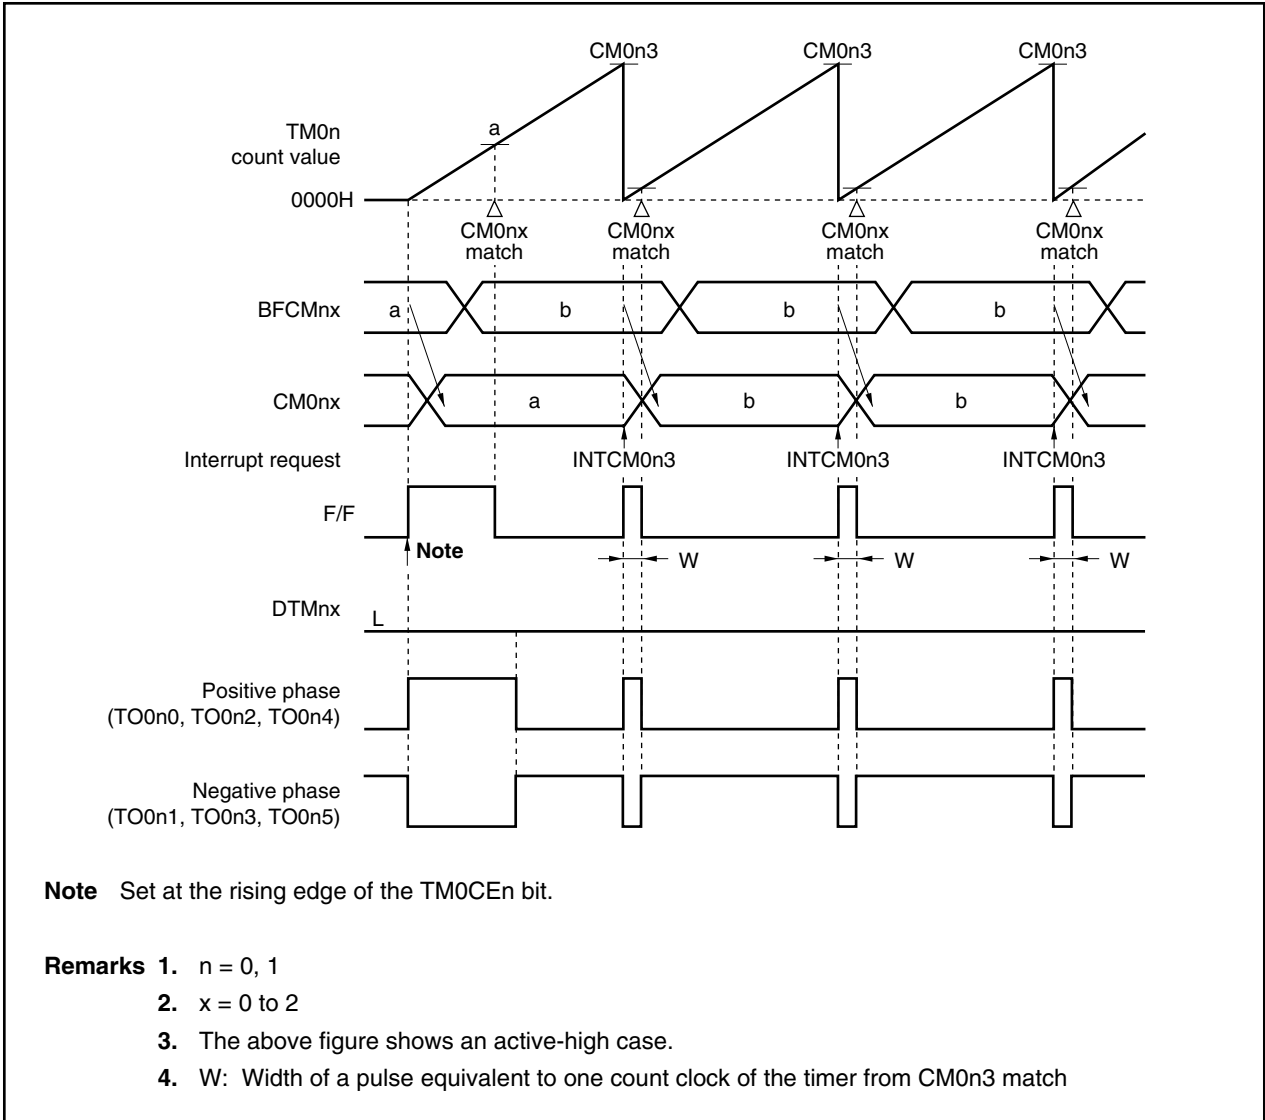 CM0n3 CM0n3 CM0n3
a
TM0n
count value
0000H
CM0nx CM0nx CM0nx CM0nx
match match match match
BFCMnx a b b b
CM0nx a b b
Interrupt request INTCM0n3 INTCM0n3 INTCM0n3
F/F
Note
W W W
DTMnx
L
Positive phase
(TO0n0, TO0n2, TO0n4)
Negative phase
(TO0n1, TO0n3, TO0n5)
Note Set at the rising edge of the TM0CEn bit.
Remarks 1. n = 0, 1
2. x = 0 to 2
3. The above figure shows an active-high case.
4. W: Width of a pulse equivalent to one count clock of the timer from CM0n3 match